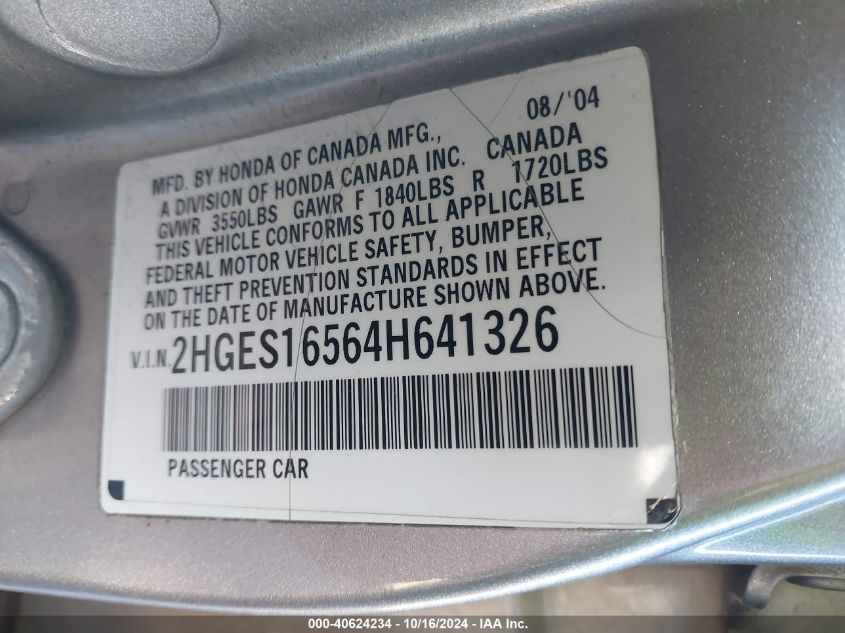 08/'04
MFD. BY HONDA OF CANADA MFG.,
A DIVISION OF HONDA CANADA INC. CANADA
GVWR 3550LBS GAWR F 1840LBS R 1720LBS
THIS VEHICLE CONFORMS TO ALL APPLICABLE
FEDERAL MOTOR VEHICLE SAFETY, BUMPER,
AND THEFT PREVENTION STANDARDS IN EFFECT
ON THE DATE OF MANUFACTURE SHOWN ABOVE.
V.I.N. 2HGES16564H641326
PASSENGER CAR
000-40624234 - 10/16/2024 - IAA Inc.